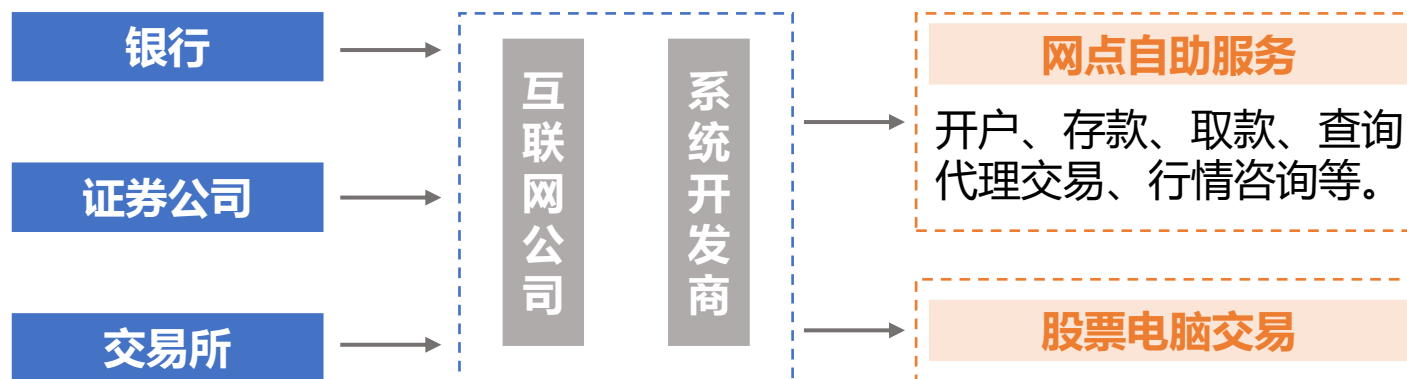 银行
证券公司
交易所
互联网公司
系统开发商
网点自助服务
开户、存款、取款、查询
代理交易、行情咨询等。
股票电脑交易